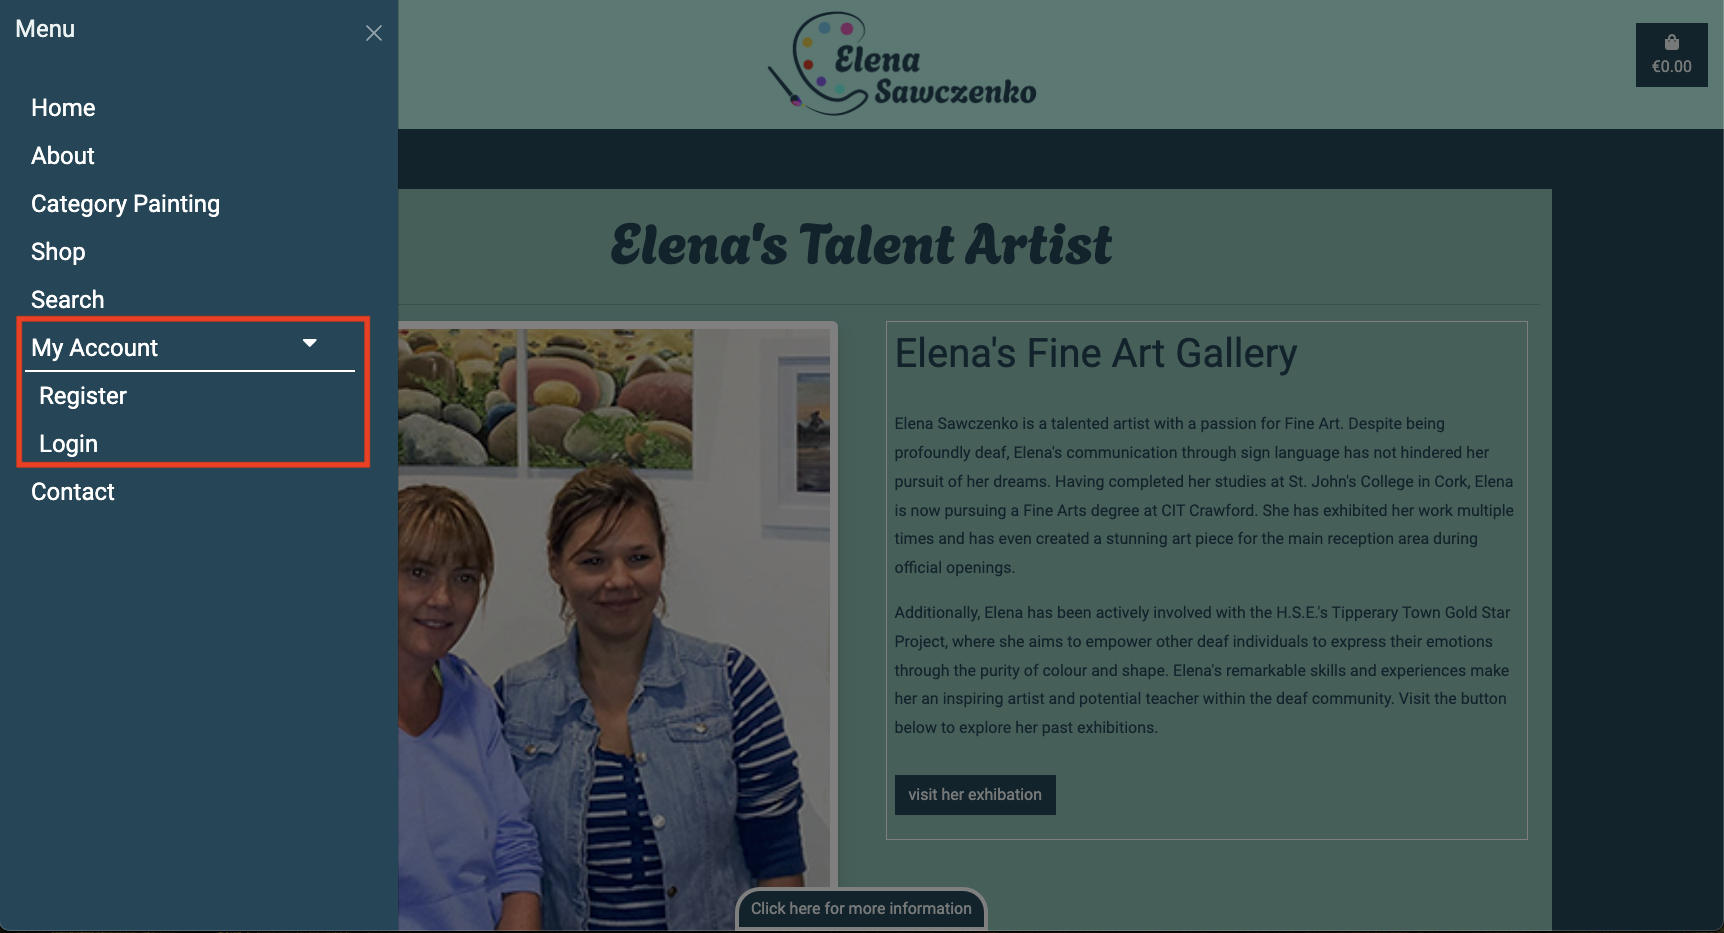 Menu
Home
About
Category Painting
Shop
Search
My Account
Register
Login
Contact
Elena
Sawczenko
€0.00
Elena's Talent Artist
Elena's Fine Art Gallery
Elena Sawczenko is a talented artist with a passion for Fine Art. Despite being
profoundly deaf, Elena's communication through sign language has not hindered her
pursuit of her dreams. Having completed her studies at St. John's College in Cork, Elena
is now pursuing a Fine Arts degree at CIT Crawford. She has exhibited her work multiple
times and has even created a stunning art piece for the main reception area during
official openings.
Additionally, Elena has been actively involved with the H.S.E.'s Tipperary Town Gold Star
Project, where she aims to empower other deaf individuals to express their emotions
through the purity of colour and shape. Elena's remarkable skills and experiences make
her an inspiring artist and potential teacher within the deaf community. Visit the button
below to explore her past exhibitions.
visit her exhibation
Click here for more information